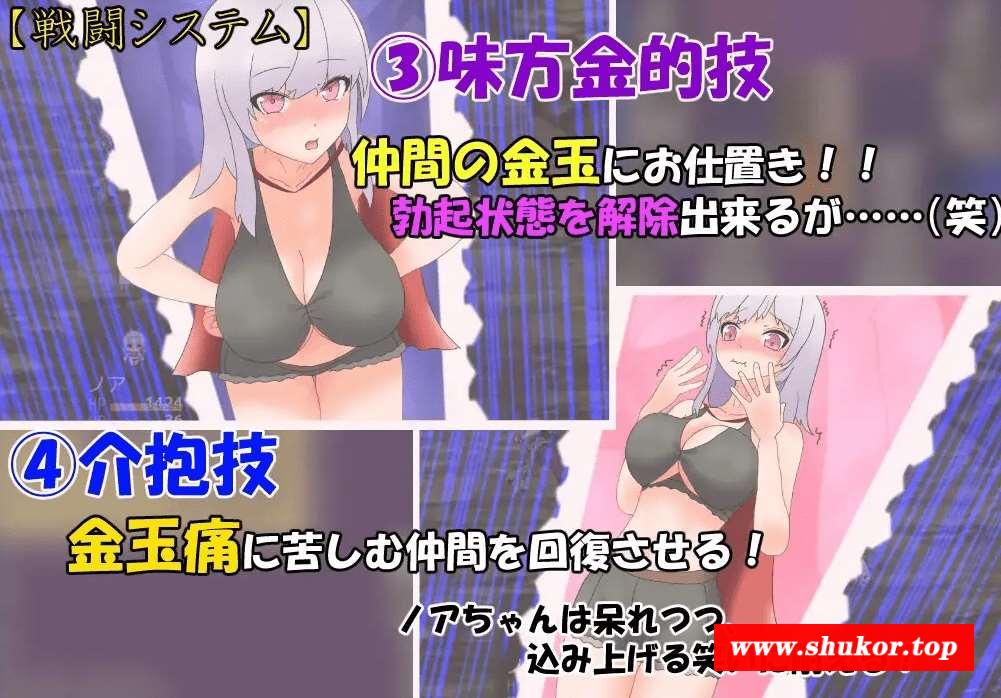 【戦闘システム】
③味方金的技
仲間の金玉にお仕置き！！
勃起状態を解除出来るが……(笑)
ノア
HP 1424
④介抱技
金玉痛に苦しむ仲間を回復させる！
ノアちゃんは呆れつつ、
込み上げる笑
www.shukor.top